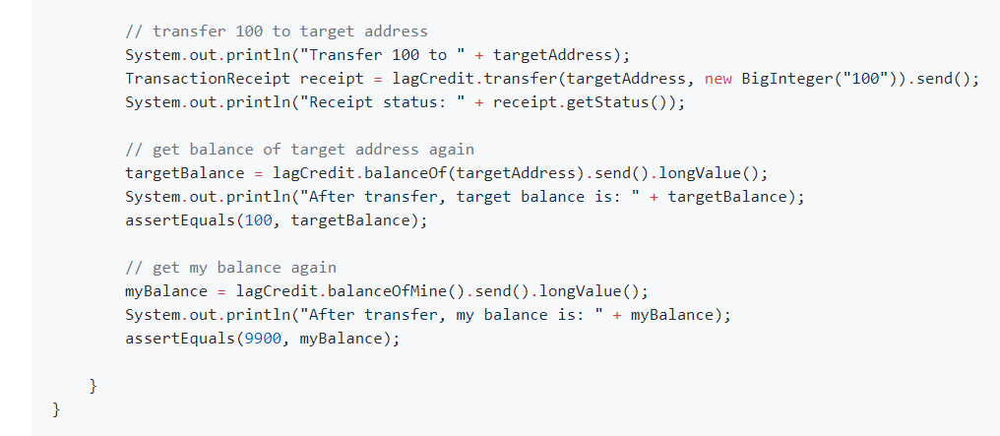 // transfer 100 to target address
System.out.println("Transfer 100 to " + targetAddress);
TransactionReceipt receipt = lagCredit.transfer(targetAddress, new BigInteger("100")).send();
System.out.println("Receipt status: " + receipt.getStatus());
// get balance of target address again
targetBalance = lagCredit.balanceOf(targetAddress).send().longValue();
System.out.println("After transfer, target balance is: " + targetBalance);
assertEquals(100, targetBalance);
// get my balance again
myBalance = lagCredit.balanceOfMine().send().longValue();
System.out.println("After transfer, my balance is: " + myBalance);
assertEquals(9900, myBalance);
}
}